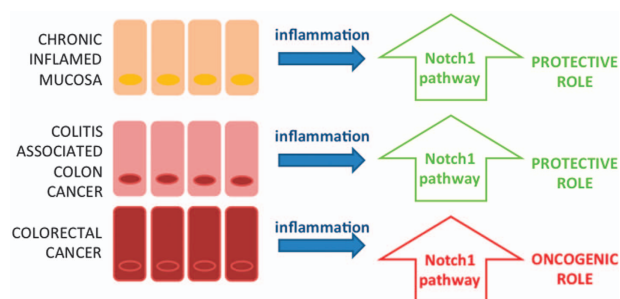 CHRONIC
INFLAMED
MUCOSA
inflammation
Notch1
pathway
PROTECTIVE
ROLE
COLITIS
ASSOCIATED
COLON
CANCER
inflammation
Notch1
pathway
PROTECTIVE
ROLE
COLORECTAL
CANCER
inflammation
Notch1
pathway
ONCOGENIC
ROLE